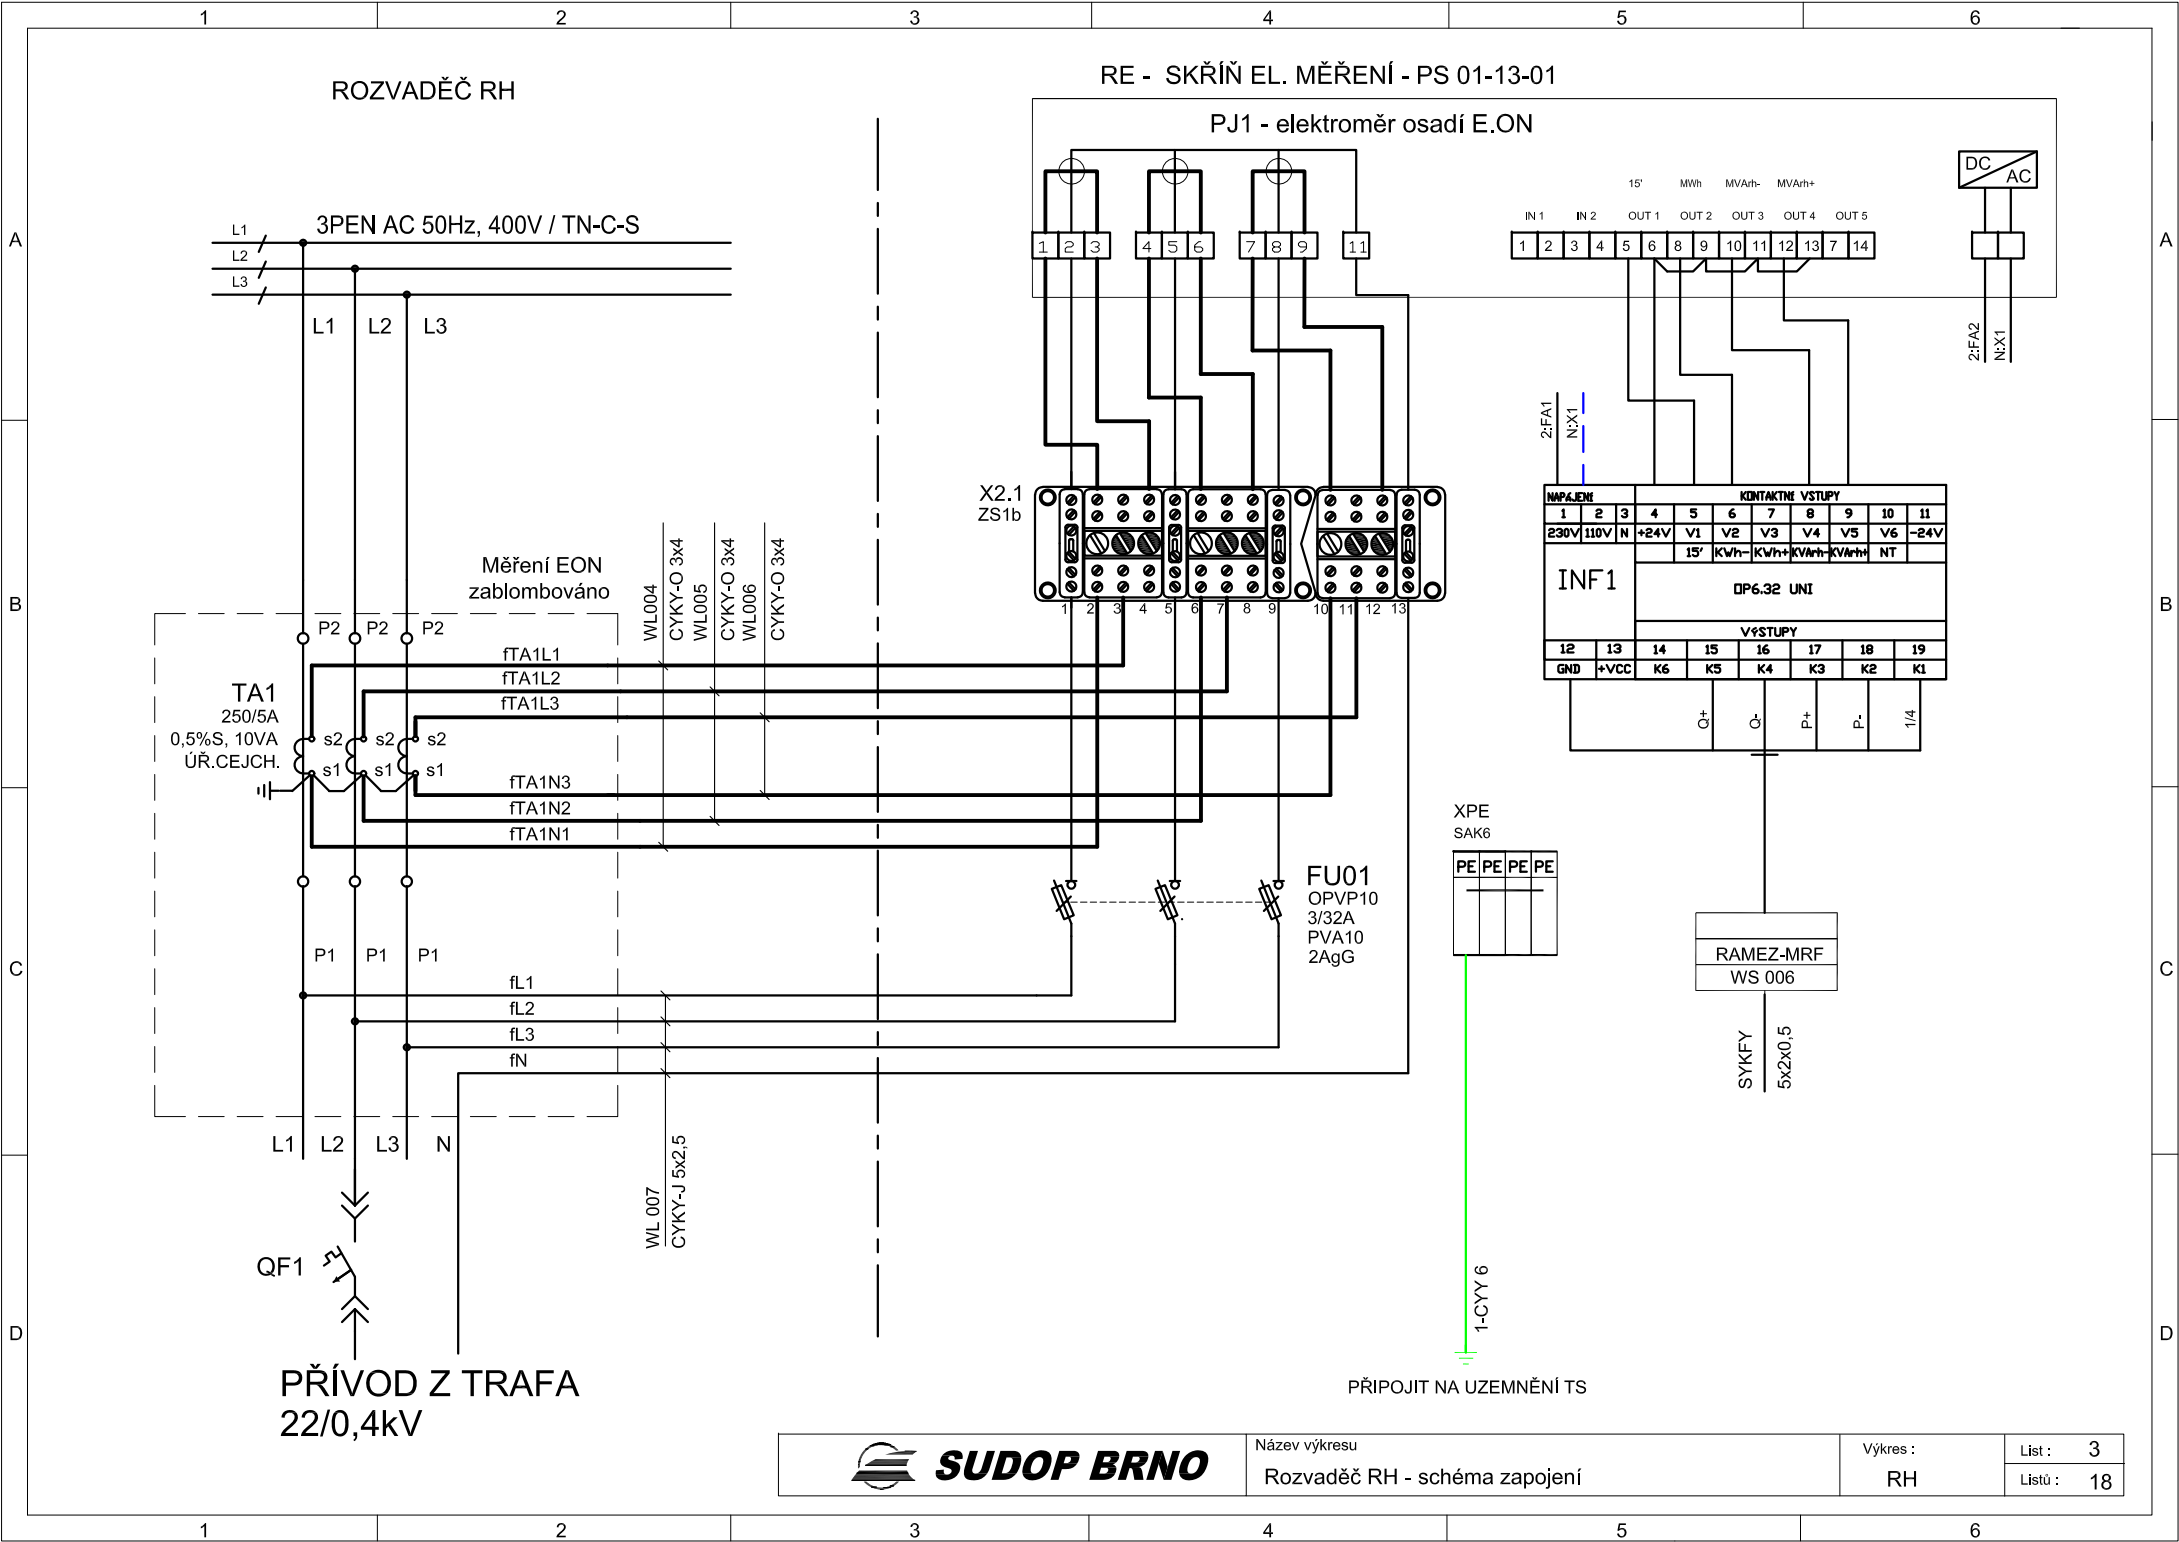 1 2 3 4 5 6
ROZVADĚČ RH
RE - SKŘÍŇ EL. MĚŘENÍ - PS 01-13-01
PJ1 - elektroměr osadí E.ON
DC
AC
15' MWh MVArh- MVArh+
IN 1 IN 2 OUT 1 OUT 2 OUT 3 OUT 4 OUT 5
1 2 3 4 5 6 8 9 10 11 12 13 7 14
1 2 3 4 5 6 7 8 9 11
A A
3PEN AC 50Hz, 400V / TN-C-S
L1
L2
L3
L1 L2 L3
2:FA2
N:X1
2:FA1
N:X1
X2.1
ZS1b
1 2 3 4 5 6 7 8 9 10 11 12 13
NAPÁJENÍ KONTAKTNÍ VSTUPY
1 2 3 4 5 6 7 8 9 10 11
230V 110V N +24V V1 V2 V3 V4 V5 V6 -24V
15' KWh- KWh+ KVArh- KVArh+ NT
INF1
OP6.32 UNI
VÝSTUPY
12 13 14 15 16 17 18 19
GND +VCC K6 K5 K4 K3 K2 K1
Q+
Q-
P+
P-
1/4
B B
Měření EON
zablombováno
WL004
CYKY-O 3x4
WL005
CYKY-O 3x4
WL006
CYKY-O 3x4
P2 P2 P2
fTA1L1
fTA1L2
fTA1L3
TA1
250/5A
0,5%S, 10VA
ÚŘ.CEJCH.
s2 s2 s2
s1 s1 s1
fTA1N3
fTA1N2
fTA1N1
XPE
SAK6
PE PE PE PE
FU01
OPVP10
3/32A
PVA10
2AgG
RAMEZ-MRF
WS 006
SYKFY
5x2x0,5
C C
P1 P1 P1
fL1
fL2
fL3
fN
L1 L2 L3 N
WL 007
CYKY-J 5x2,5
QF1
1-CYY 6
D D
PŘÍVOD Z TRAFA
22/0,4kV
PŘIPOJIT NA UZEMNĚNÍ TS
SUDOP BRNO
Název výkresu
Rozvaděč RH - schéma zapojení
Výkres :
RH
List : 3
Listů : 18
1 2 3 4 5 6